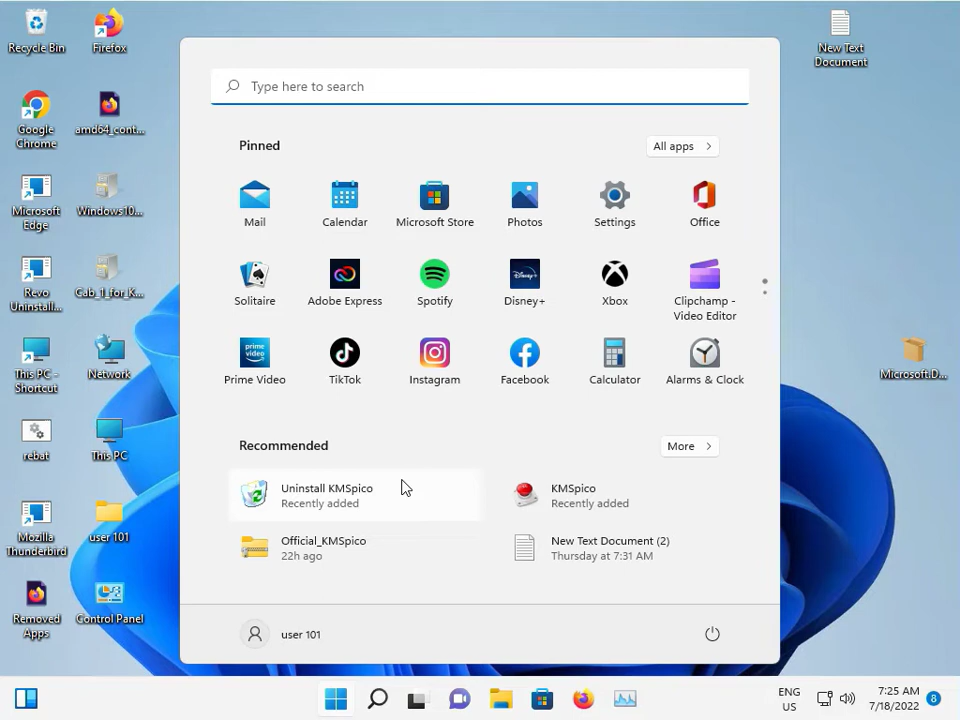 Recycle Bin
Firefox
Google
Chrome
amd64_cont...
Microsoft
Edge
Windows10...
Revo
Uninstall...
Cab_1_for_K...
This PC -
Shortcut
Network
rebat
This PC
Mozilla
Thunderbird
user 101
Removed
Apps
Control Panel
Type here to search
Pinned
All apps
Mail
Calendar
Microsoft Store
Photos
Settings
Office
Solitaire
Adobe Express
Spotify
Disney+
Xbox
Clipchamp -
Video Editor
Prime Video
TikTok
Instagram
Facebook
Calculator
Alarms & Clock
Recommended
More
Uninstall KMSpico
Recently added
KMSpico
Recently added
Official_KMSpico
22h ago
New Text Document (2)
Thursday at 7:31 AM
user 101
New Text
Document
Microsoft.D...
ENG
US
7:25 AM
7/18/2022
8